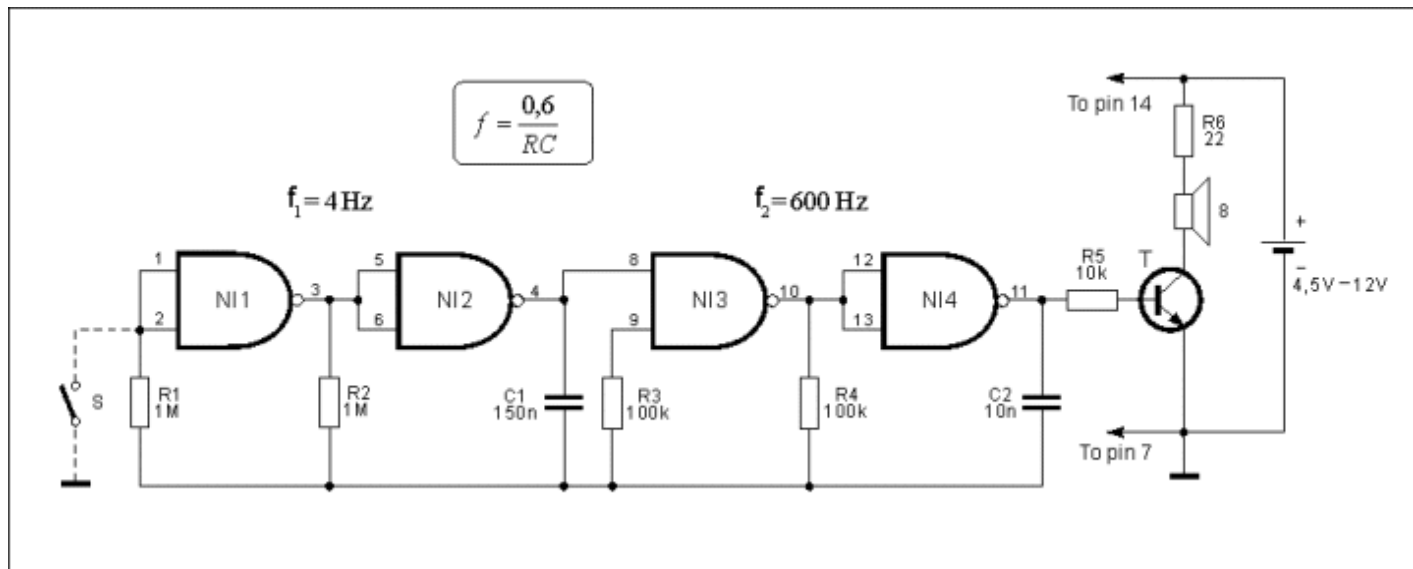 f = 0,6
RC
f1 = 4 Hz
f2 = 600 Hz
To pin 14
R6
22
8
+
–
4,5V – 12V
1
2
NI1
3
5
6
NI2
4
8
9
NI3
10
12
13
NI4
11
R5
10k
T
S
R1
1M
R2
1M
C1
150n
R3
100k
R4
100k
C2
10n
To pin 7